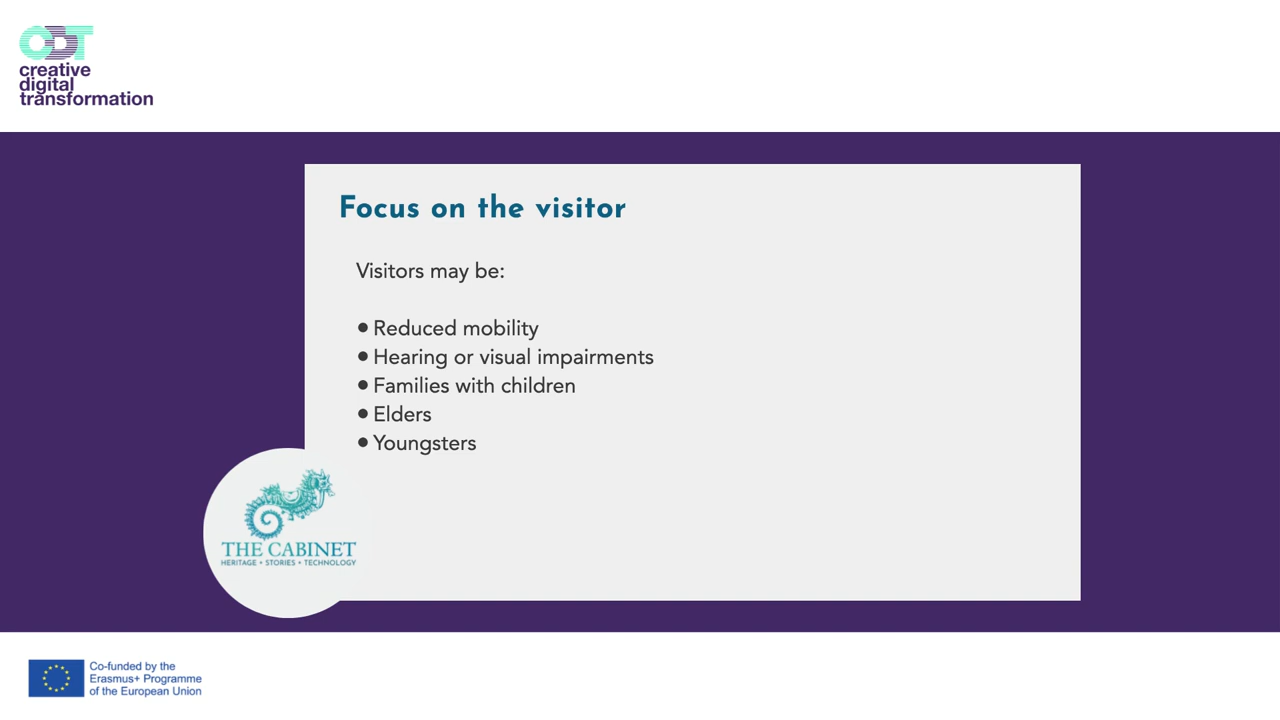 CDT
creative
digital
transformation
Focus on the visitor
Visitors may be:
● Reduced mobility
● Hearing or visual impairments
● Families with children
● Elders
● Youngsters
THE CABINET
HERITAGE + STORIES + TECHNOLOGY
Co-funded by the
Erasmus+ Programme
of the European Union